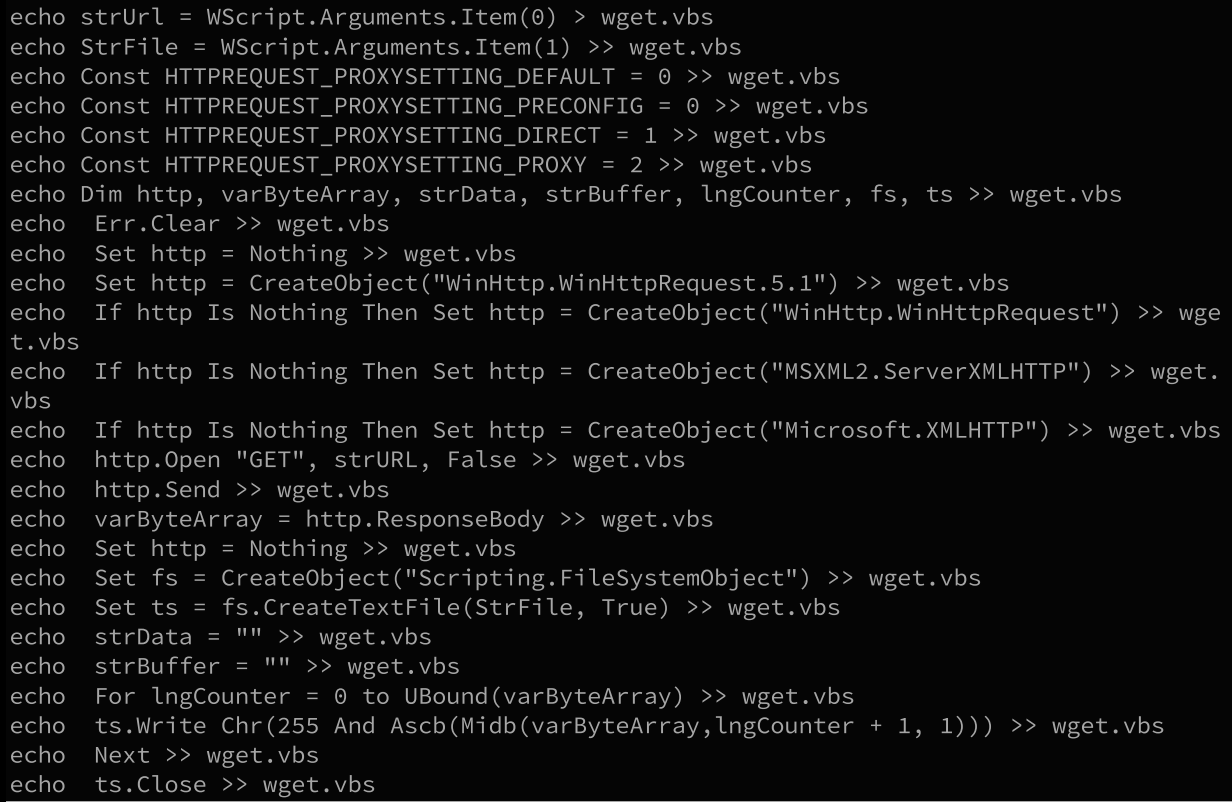 echo strUrl = WScript.Arguments.Item(0) > wget.vbs
echo StrFile = WScript.Arguments.Item(1) >> wget.vbs
echo Const HTTPREQUEST_PROXYSETTING_DEFAULT = 0 >> wget.vbs
echo Const HTTPREQUEST_PROXYSETTING_PRECONFIG = 0 >> wget.vbs
echo Const HTTPREQUEST_PROXYSETTING_DIRECT = 1 >> wget.vbs
echo Const HTTPREQUEST_PROXYSETTING_PROXY = 2 >> wget.vbs
echo Dim http, varByteArray, strData, strBuffer, lngCounter, fs, ts >> wget.vbs
echo  Err.Clear >> wget.vbs
echo  Set http = Nothing >> wget.vbs
echo  Set http = CreateObject("WinHttp.WinHttpRequest.5.1") >> wget.vbs
echo  If http Is Nothing Then Set http = CreateObject("WinHttp.WinHttpRequest") >> wge
t.vbs
echo  If http Is Nothing Then Set http = CreateObject("MSXML2.ServerXMLHTTP") >> wget.
vbs
echo  If http Is Nothing Then Set http = CreateObject("Microsoft.XMLHTTP") >> wget.vbs
echo  http.Open "GET", strURL, False >> wget.vbs
echo  http.Send >> wget.vbs
echo  varByteArray = http.ResponseBody >> wget.vbs
echo  Set http = Nothing >> wget.vbs
echo  Set fs = CreateObject("Scripting.FileSystemObject") >> wget.vbs
echo  Set ts = fs.CreateTextFile(StrFile, True) >> wget.vbs
echo  strData = "" >> wget.vbs
echo  strBuffer = "" >> wget.vbs
echo  For lngCounter = 0 to UBound(varByteArray) >> wget.vbs
echo  ts.Write Chr(255 And Ascb(Midb(varByteArray,lngCounter + 1, 1))) >> wget.vbs
echo  Next >> wget.vbs
echo  ts.Close >> wget.vbs